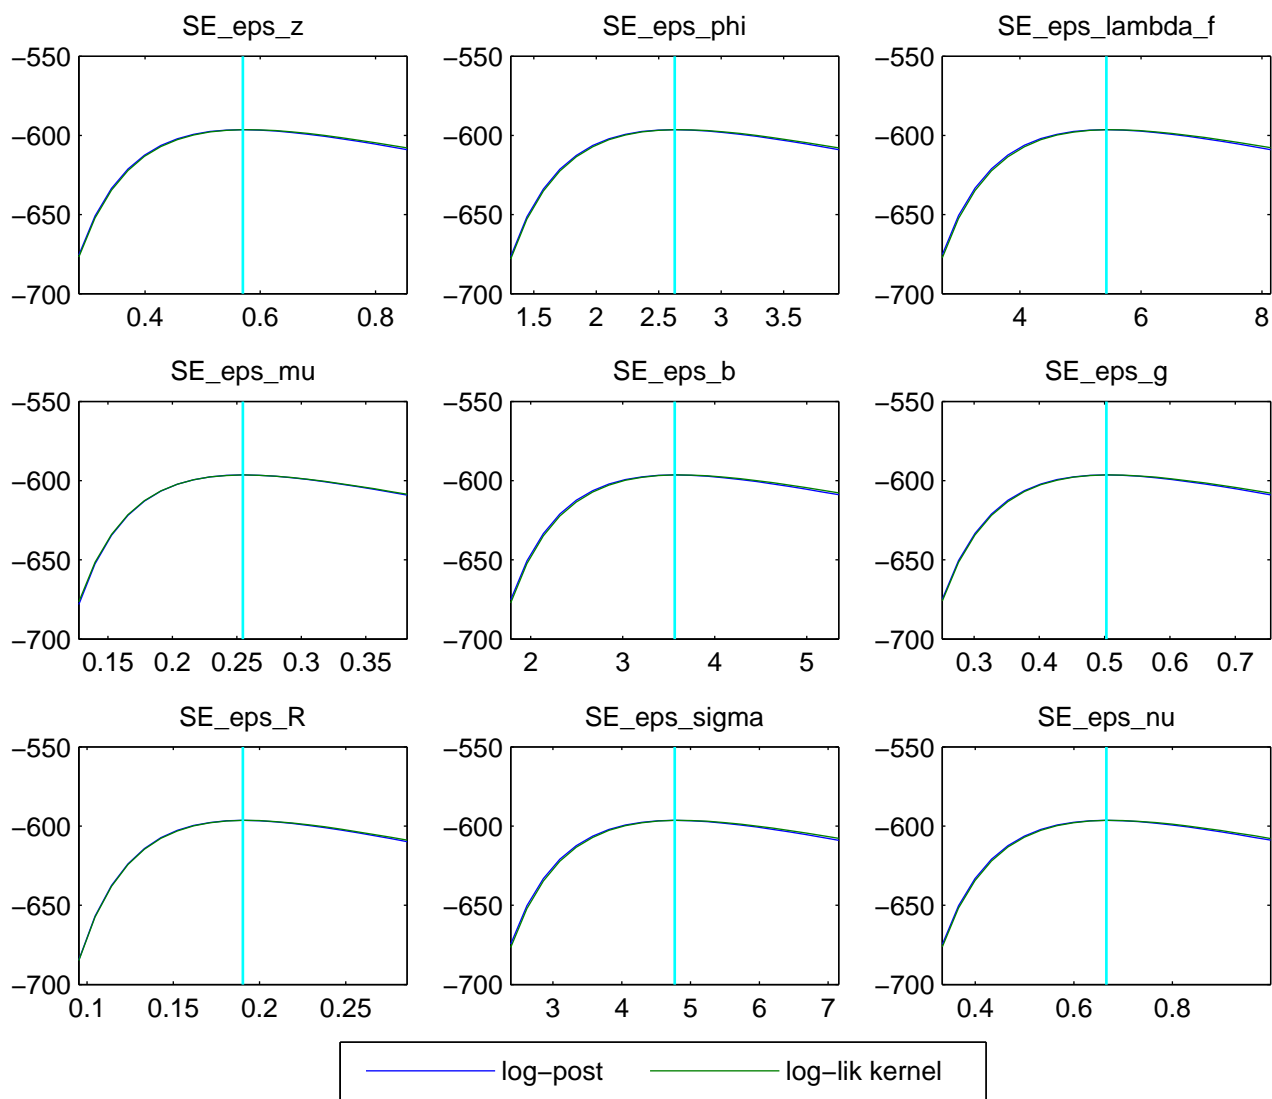 SE_eps_z
SE_eps_phi
SE_eps_lambda_f
−550
−600
−650
−700
0.4 0.6 0.8
−550
−600
−650
−700
1.5 2 2.5 3 3.5
−550
−600
−650
−700
4 6 8
SE_eps_mu
SE_eps_b
SE_eps_g
−550
−600
−650
−700
0.15 0.2 0.25 0.3 0.35
−550
−600
−650
−700
2 3 4 5
−550
−600
−650
−700
0.3 0.4 0.5 0.6 0.7
SE_eps_R
SE_eps_sigma
SE_eps_nu
−550
−600
−650
−700
0.1 0.15 0.2 0.25
−550
−600
−650
−700
3 4 5 6 7
−550
−600
−650
−700
0.4 0.6 0.8
log−post log−lik kernel